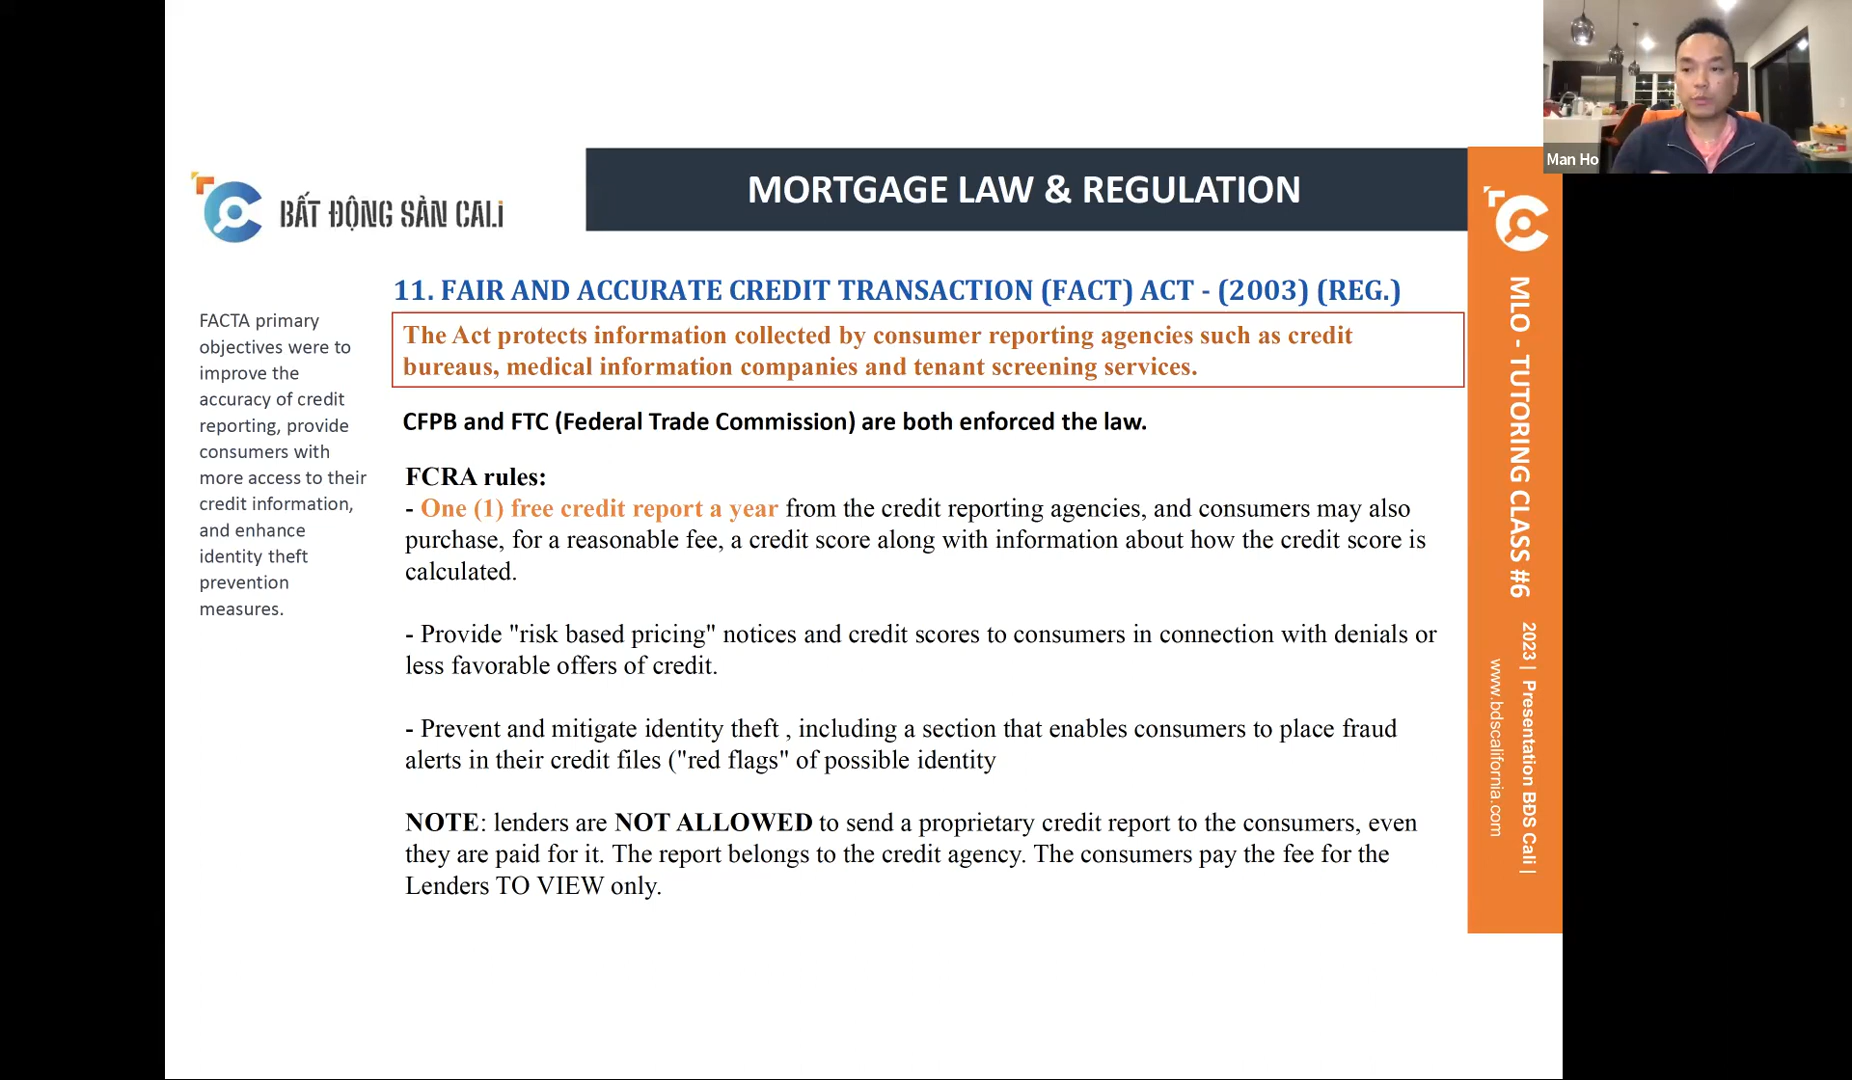 Man Ho
BẤT ĐỘNG SẢN CALi
MORTGAGE LAW & REGULATION
11. FAIR AND ACCURATE CREDIT TRANSACTION (FACT) ACT - (2003) (REG.)
The Act protects information collected by consumer reporting agencies such as credit
bureaus, medical information companies and tenant screening services.
FACTA primary
objectives were to
improve the
accuracy of credit
reporting, provide
consumers with
more access to their
credit information,
and enhance
identity theft
prevention
measures.
CFPB and FTC (Federal Trade Commission) are both enforced the law.
FCRA rules:
- One (1) free credit report a year from the credit reporting agencies, and consumers may also
purchase, for a reasonable fee, a credit score along with information about how the credit score is
calculated.
- Provide "risk based pricing" notices and credit scores to consumers in connection with denials or
less favorable offers of credit.
- Prevent and mitigate identity theft , including a section that enables consumers to place fraud
alerts in their credit files ("red flags" of possible identity
NOTE: lenders are NOT ALLOWED to send a proprietary credit report to the consumers, even
they are paid for it. The report belongs to the credit agency. The consumers pay the fee for the
Lenders TO VIEW only.
MLO - TUTORING CLASS #6
2023 | Presentation BĐS Cali |
www.bdscalifornia.com